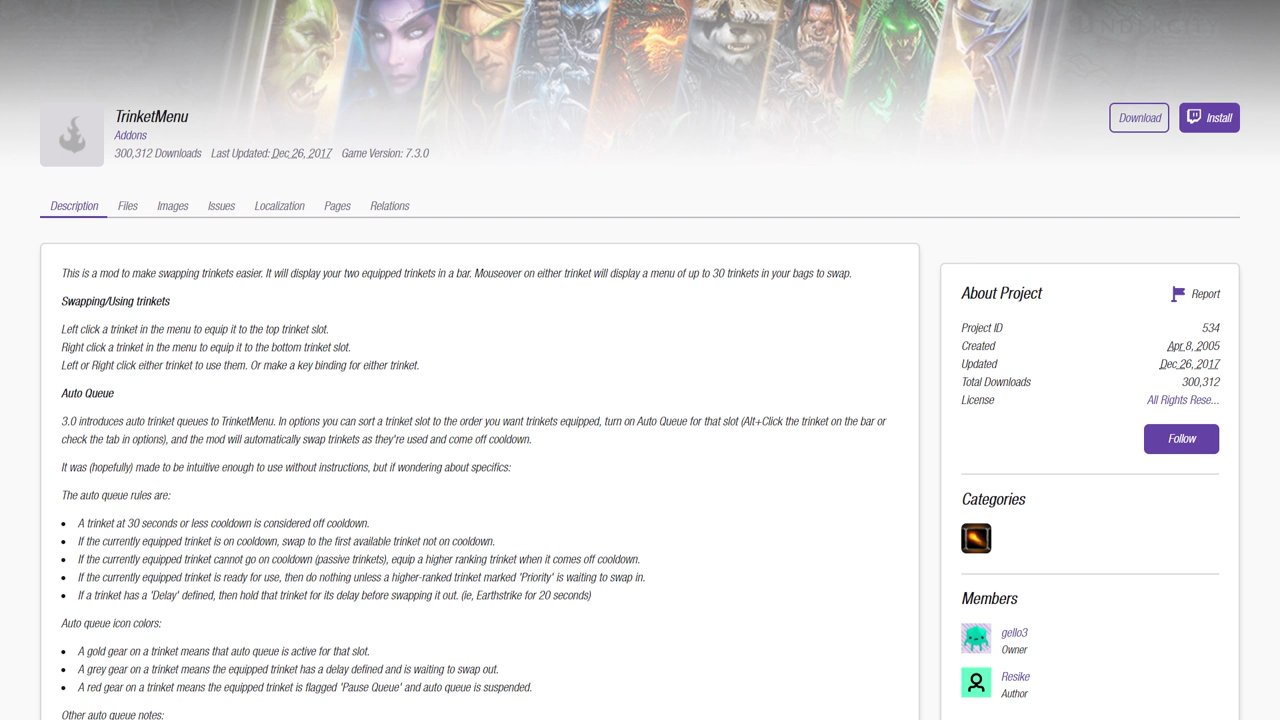 UNDERCITY
TrinketMenu
Addons
300,312 Downloads Last Updated: Dec 26, 2017 Game Version: 7.3.0
Download
Install
Description Files Images Issues Localization Pages Relations
This is a mod to make swapping trinkets easier. It will display your two equipped trinkets in a bar. Mouseover on either trinket will display a menu of up to 30 trinkets in your bags to swap.
Swapping/Using trinkets
Left click a trinket in the menu to equip it to the top trinket slot.
Right click a trinket in the menu to equip it to the bottom trinket slot.
Left or Right click either trinket to use them. Or make a key binding for either trinket.
Auto Queue
3.0 introduces auto trinket queues to TrinketMenu. In options you can sort a trinket slot to the order you want trinkets equipped, turn on Auto Queue for that slot (Alt+Click the trinket on the bar or
check the tab in options), and the mod will automatically swap trinkets as they're used and come off cooldown.
It was (hopefully) made to be intuitive enough to use without instructions, but if wondering about specifics:
The auto queue rules are:
• A trinket at 30 seconds or less cooldown is considered off cooldown.
• If the currently equipped trinket is on cooldown, swap to the first available trinket not on cooldown.
• If the currently equipped trinket cannot go on cooldown (passive trinkets), equip a higher ranking trinket when it comes off cooldown.
• If the currently equipped trinket is ready for use, then do nothing unless a higher-ranked trinket marked 'Priority' is waiting to swap in.
• If a trinket has a 'Delay' defined, then hold that trinket for its delay before swapping it out. (ie, Earthstrike for 20 seconds)
Auto queue icon colors:
• A gold gear on a trinket means that auto queue is active for that slot.
• A grey gear on a trinket means the equipped trinket has a delay defined and is waiting to swap out.
• A red gear on a trinket means the equipped trinket is flagged 'Pause Queue' and auto queue is suspended.
Other auto queue notes:
About Project
Report
Project ID 534
Created Apr 8, 2005
Updated Dec 26, 2017
Total Downloads 300,312
License All Rights Rese...
Follow
Categories
Members
gello3
Owner
Resike
Author